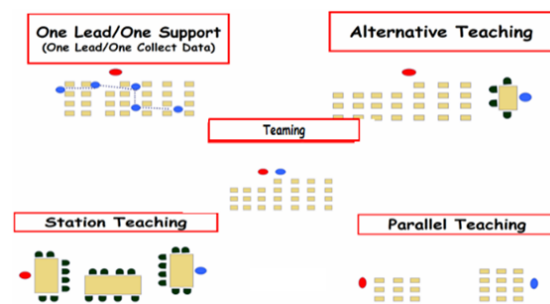 One Lead/One Support
(One Lead/One Collect Data)
Alternative Teaching
Teaming
Station Teaching
Parallel Teaching